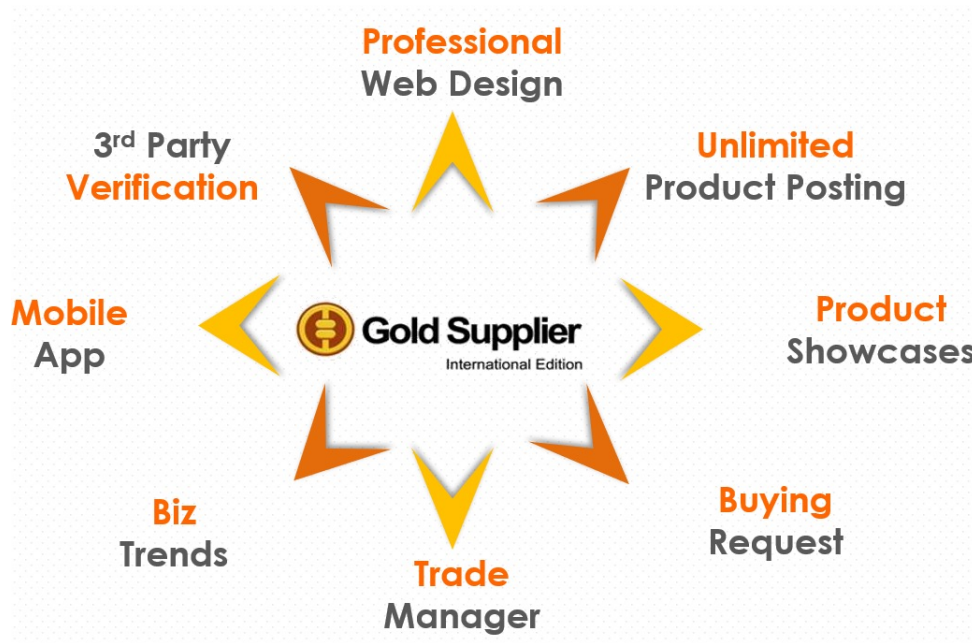 Professional
Web Design
3rd Party
Verification
Unlimited
Product Posting
Mobile
App
Gold Supplier
International Edition
Product
Showcases
Biz
Trends
Buying
Request
Trade
Manager